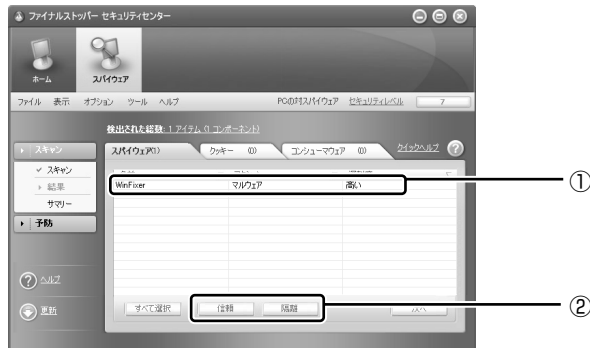 ファイナルストッパー セキュリティセンター
ホーム
スパイウェア
ファイル 表示 オプション ツール ヘルプ
PCの対スパイウェア セキュリティレベル 7
検出された総数: 1 アイテム (1 コンポーネント)
スキャン
スパイウェア(1) クッキー (0) コンシューマウェア (0) クイックヘルプ ?
スキャン
結果
サマリー
WinFixer マルウェア 高い
①
予防
? ヘルプ
更新
すべて選択 信頼 隔離 次へ
②